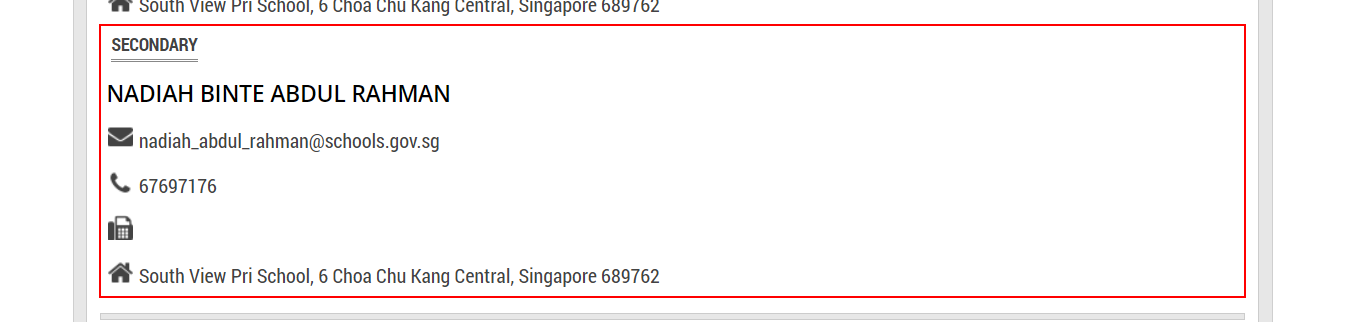 South View Pri School, 6 Choa Chu Kang Central, Singapore 689762
SECONDARY
NADIAH BINTE ABDUL RAHMAN
nadiah_abdul_rahman@schools.gov.sg
67697176
South View Pri School, 6 Choa Chu Kang Central, Singapore 689762